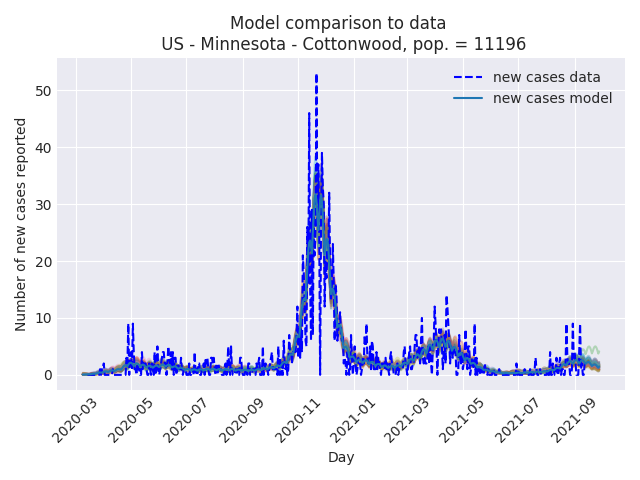 Model comparison to data
US - Minnesota - Cottonwood, pop. = 11196
new cases data
new cases model
Number of new cases reported
50
40
30
20
10
0
2020-03
2020-05
2020-07
2020-09
2020-11
2021-01
2021-03
2021-05
2021-07
2021-09
Day